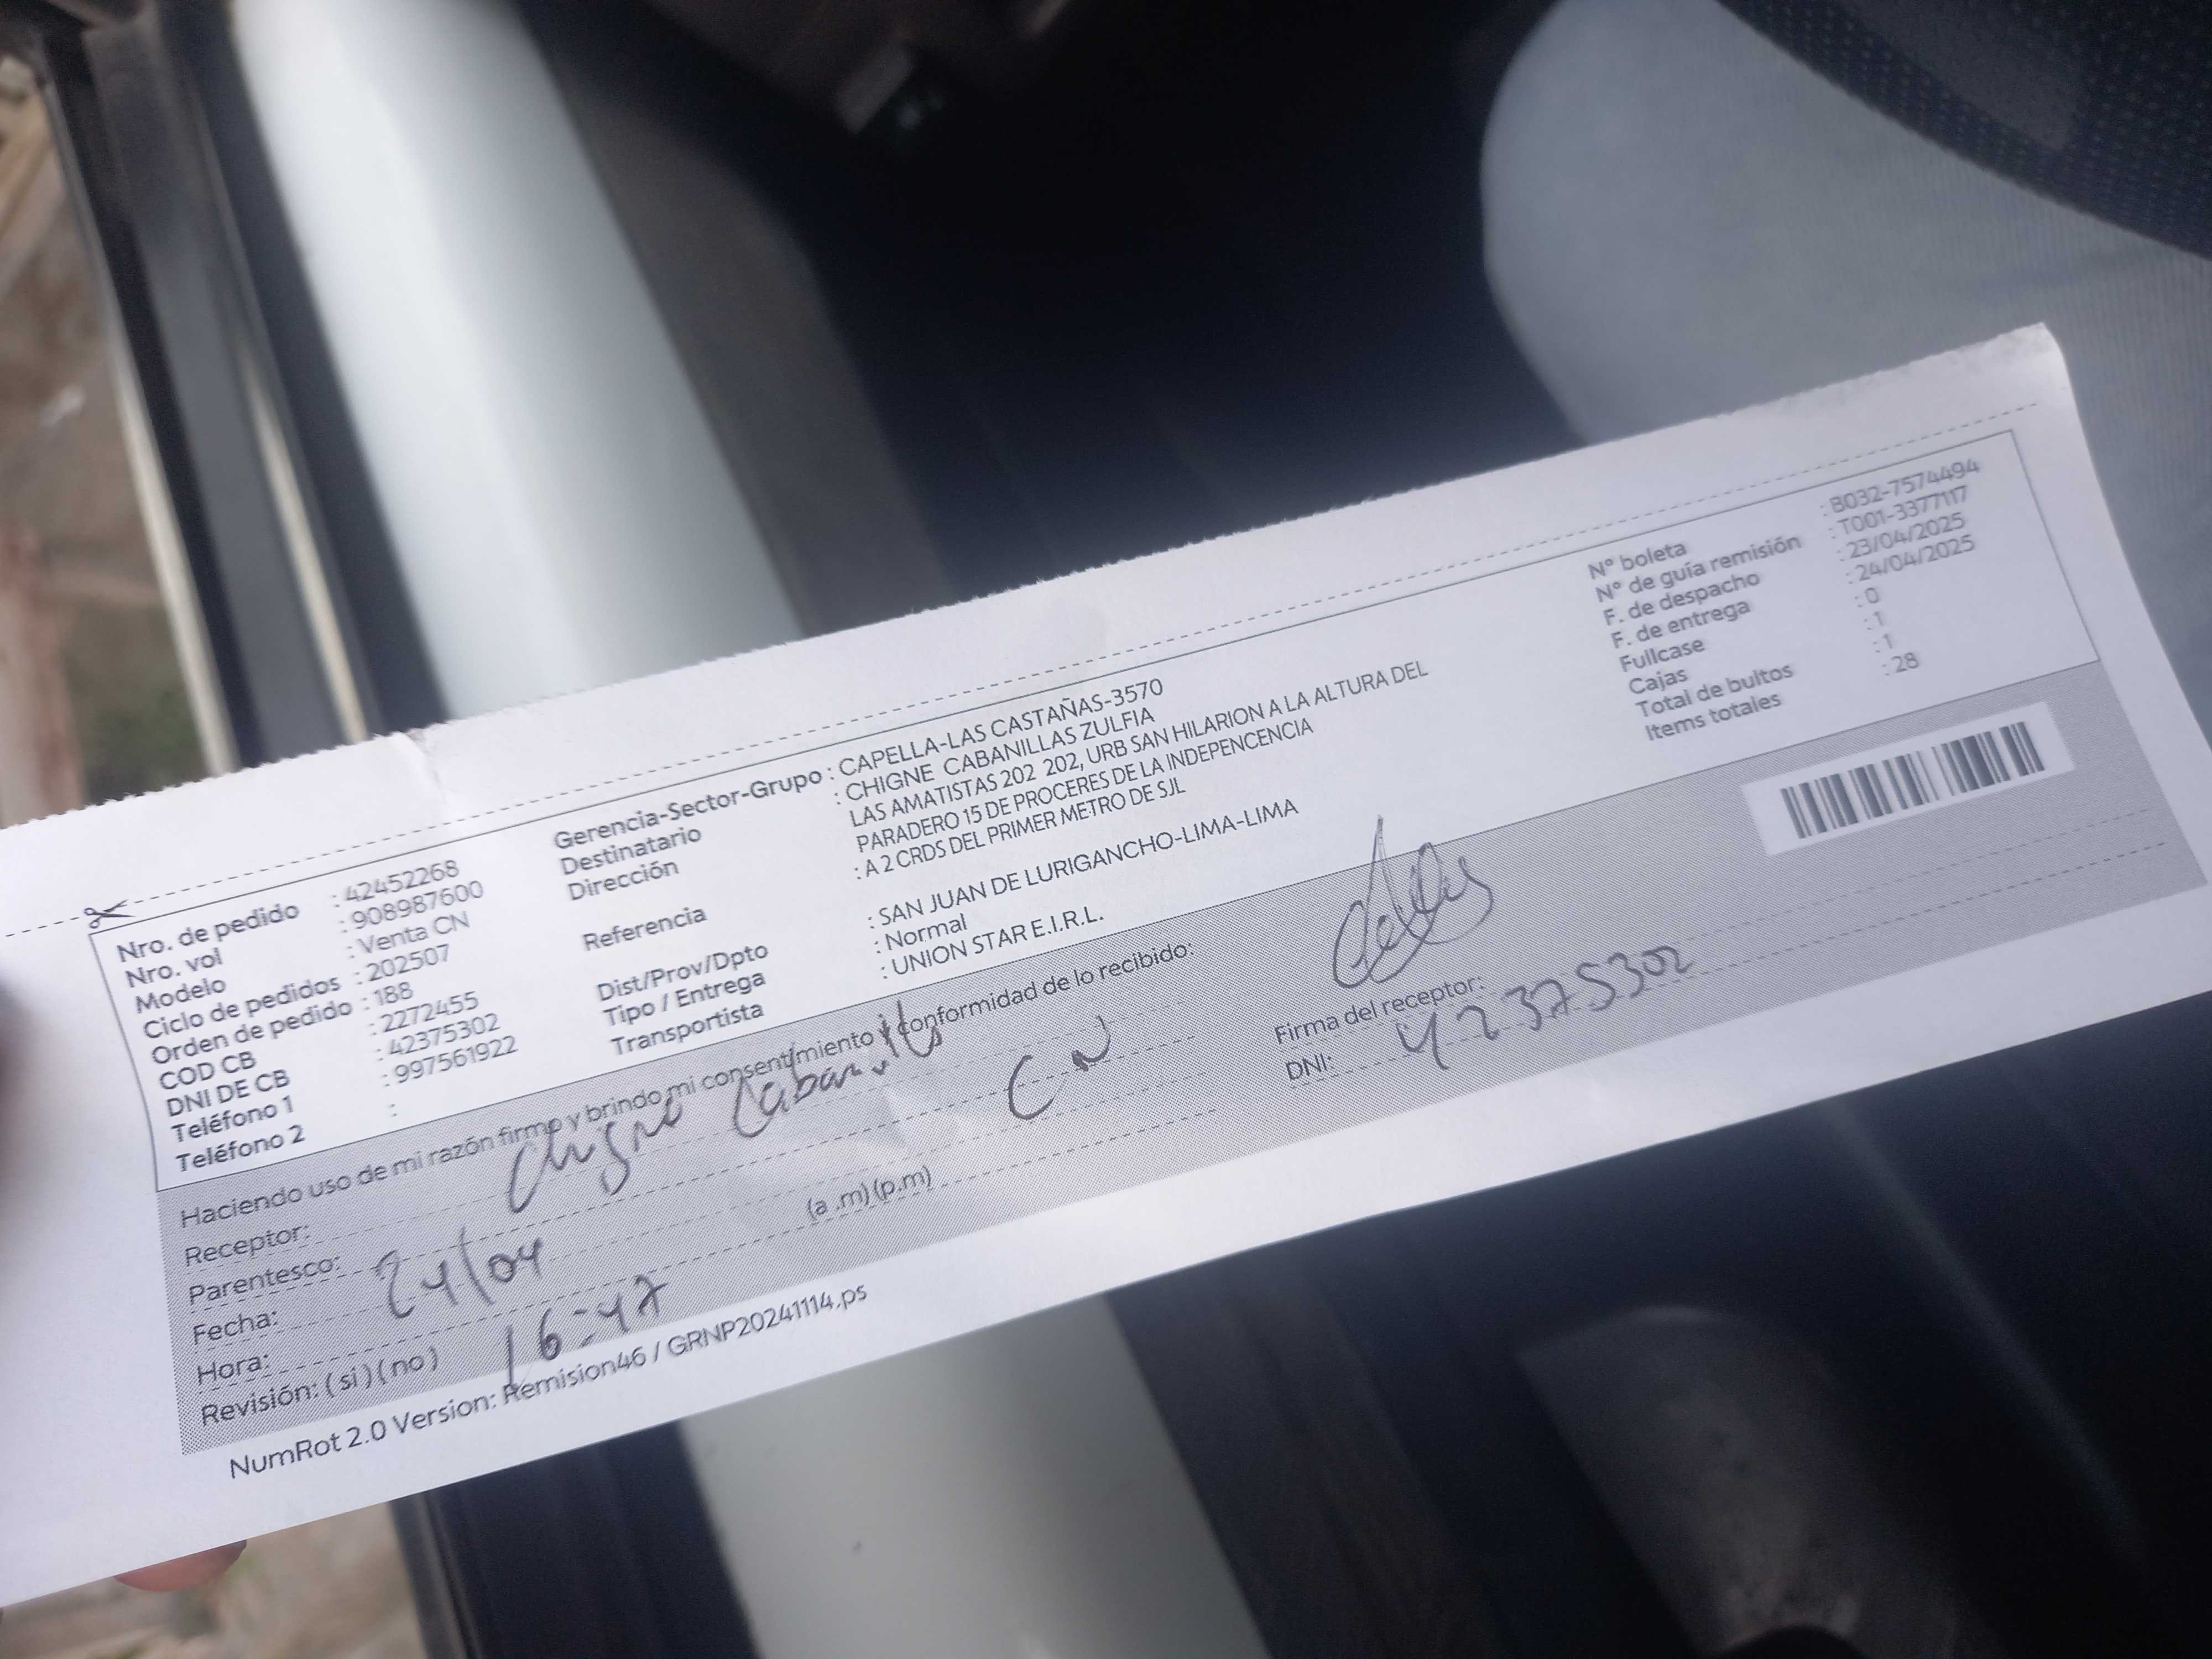 Nro. de pedido : 42452268
Nro. vol : 908987600
Modelo : Venta CN
Ciclo de pedidos : 202507
Orden de pedido : 188
COD CB : 2272455
DNI DE CB : 42375302
Teléfono 1 : 997561922
Teléfono 2 :
Gerencia-Sector-Grupo : CAPELLA-LAS CASTAÑAS-3570
Destinatario : CHIGNE CABANILLAS ZULFIA
Dirección LAS AMATISTAS 202 202, URB SAN HILARION A LA ALTURA DEL
PARADERO 15 DE PROCERES DE LA INDEPENCENCIA
Referencia : A 2 CRDS DEL PRIMER METRO DE SJL
Dist/Prov/Dpto : SAN JUAN DE LURIGANCHO-LIMA-LIMA
Tipo / Entrega : Normal
Transportista : UNION STAR E.I.R.L.
Nº boleta : B032-7574494
Nº de guía remisión : T001-3377117
F. de despacho : 23/04/2025
F. de entrega : 24/04/2025
Fullcase : 0
Cajas : 1
Total de bultos : 1
Items totales : 28
Haciendo uso de mi razón firmo y brindo mi consentimiento y conformidad de lo recibido:
Receptor: Chigne Cabanills
Parentesco: CN
Fecha: 24/04
Hora: 16:47 (a .m) (p.m)
Revisión: ( si ) ( no )
Firma del receptor:
DNI: 42375302
NumRot 2.0 Version: Remision46 / GRNP20241114.ps